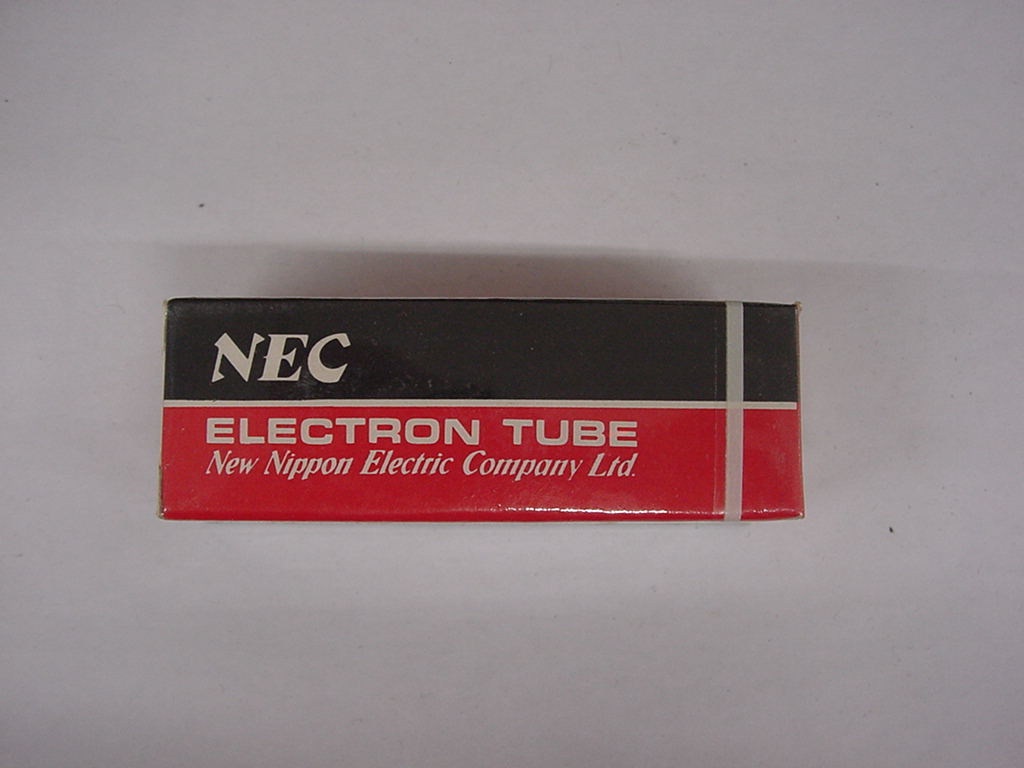 NEC
ELECTRON TUBE
New Nippon Electric Company Ltd.